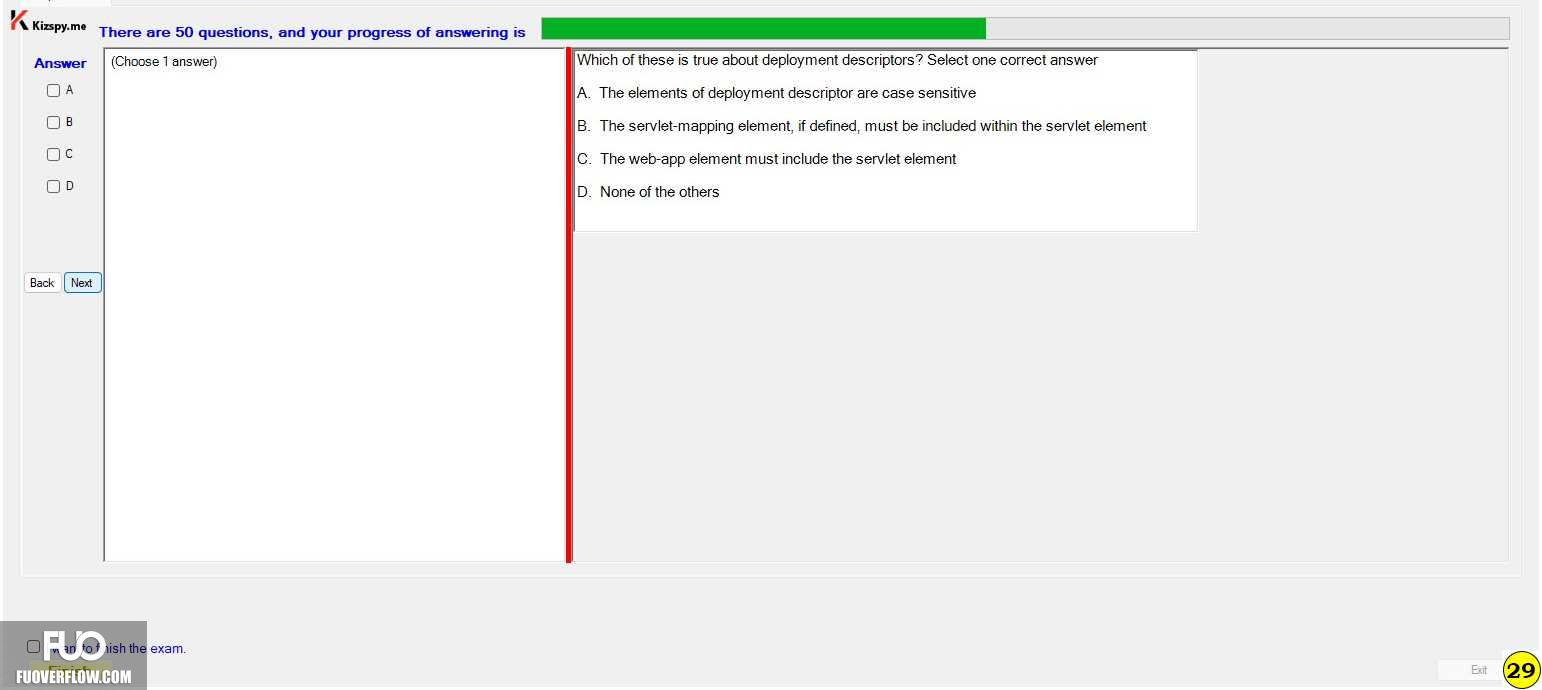 Kizspy.me
There are 50 questions, and your progress of answering is
Answer
(Choose 1 answer)
A
B
C
D
Back
Next
Which of these is true about deployment descriptors? Select one correct answer
A. The elements of deployment descriptor are case sensitive
B. The servlet-mapping element, if defined, must be included within the servlet element
C. The web-app element must include the servlet element
D. None of the others
I want to finish the exam.
Finish
FUO
FUOVERFLOW.COM
Exit
29